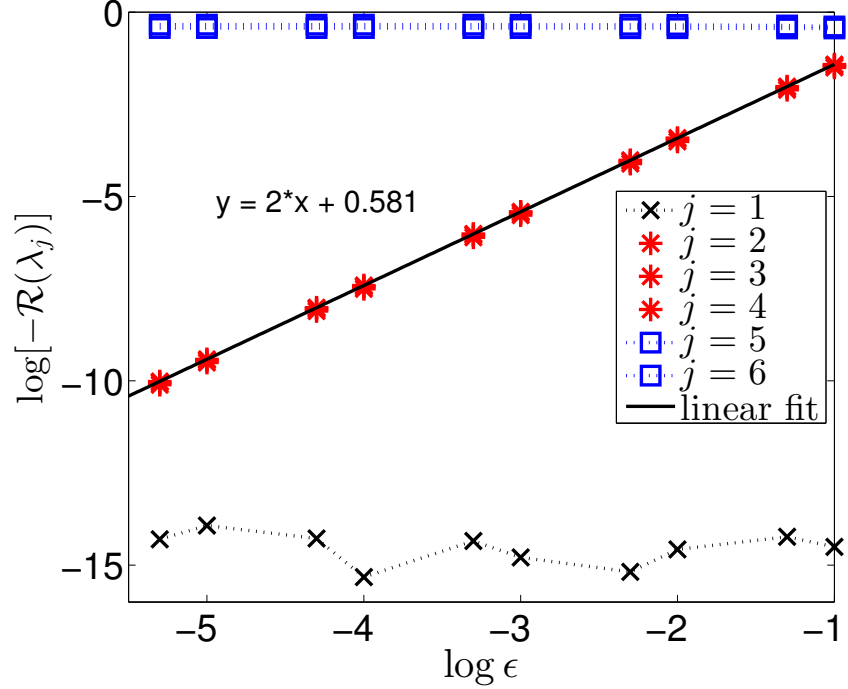 0
−5
−10
−15
log[−ℛ(λ_j)]
y = 2*x + 0.581
j = 1
j = 2
j = 3
j = 4
j = 5
j = 6
linear fit
−5 −4 −3 −2 −1
log ϵ